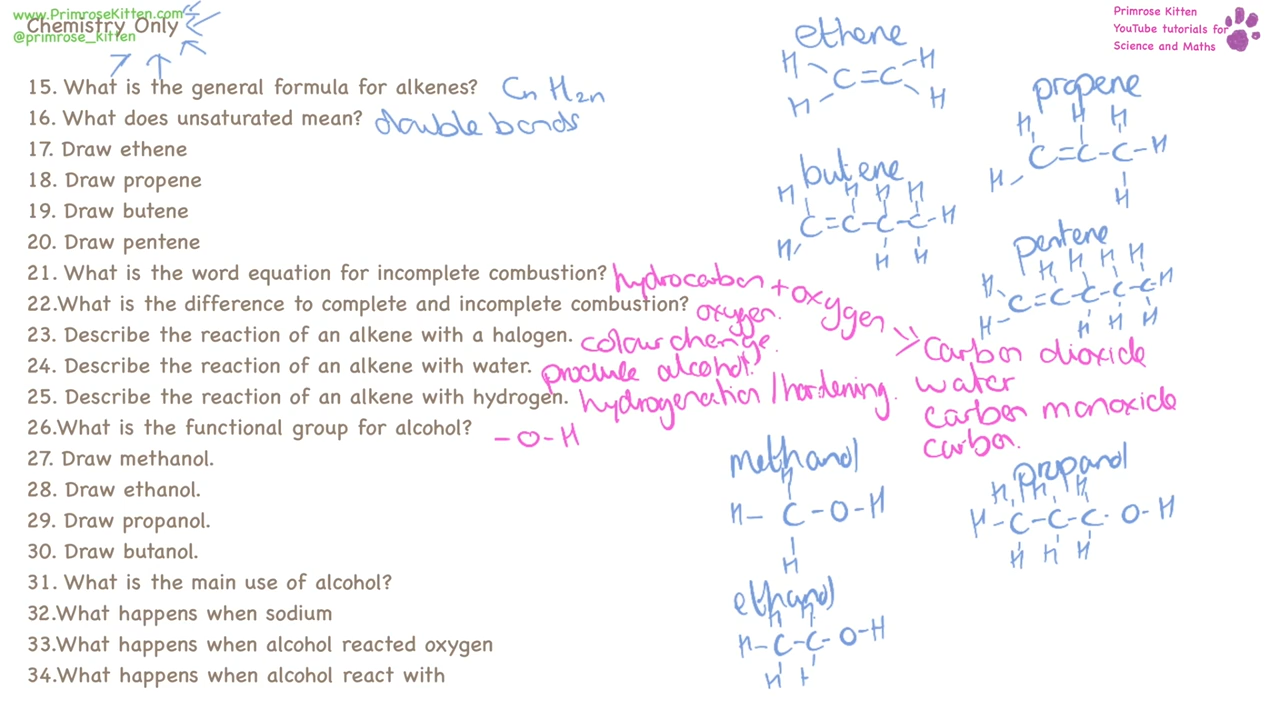 www.PrimroseKitten.com
Chemistry Only
@primrose_kitten
Primrose Kitten
YouTube tutorials for
Science and Maths
15. What is the general formula for alkenes? CnH2n
16. What does unsaturated mean? double bonds
17. Draw ethene
18. Draw propene
19. Draw butene
20. Draw pentene
21. What is the word equation for incomplete combustion? hydrocarbon + oxygen
22.What is the difference to complete and incomplete combustion? oxygen.
23. Describe the reaction of an alkene with a halogen. colour change.
24. Describe the reaction of an alkene with water. produce alcohol.
25. Describe the reaction of an alkene with hydrogen. hydrogenation / hardening.
26.What is the functional group for alcohol? -O-H
27. Draw methanol.
28. Draw ethanol.
29. Draw propanol.
30. Draw butanol.
31. What is the main use of alcohol?
32.What happens when sodium
33.What happens when alcohol reacted oxygen
34.What happens when alcohol react with
ethene
H H
C=C
H H
propene
H H H
C=C-C-H
H H
butene
H H H H
C=C-C-C-H
H H H
pentene
H H H H H
C=C-C-C-C-H
H H H H
Carbon dioxide
water
carbon monoxide
carbon.
methanol
H
H-C-O-H
H
propanol
H H H
H-C-C-C-O-H
H H H
ethanol
H H
H-C-C-O-H
H H